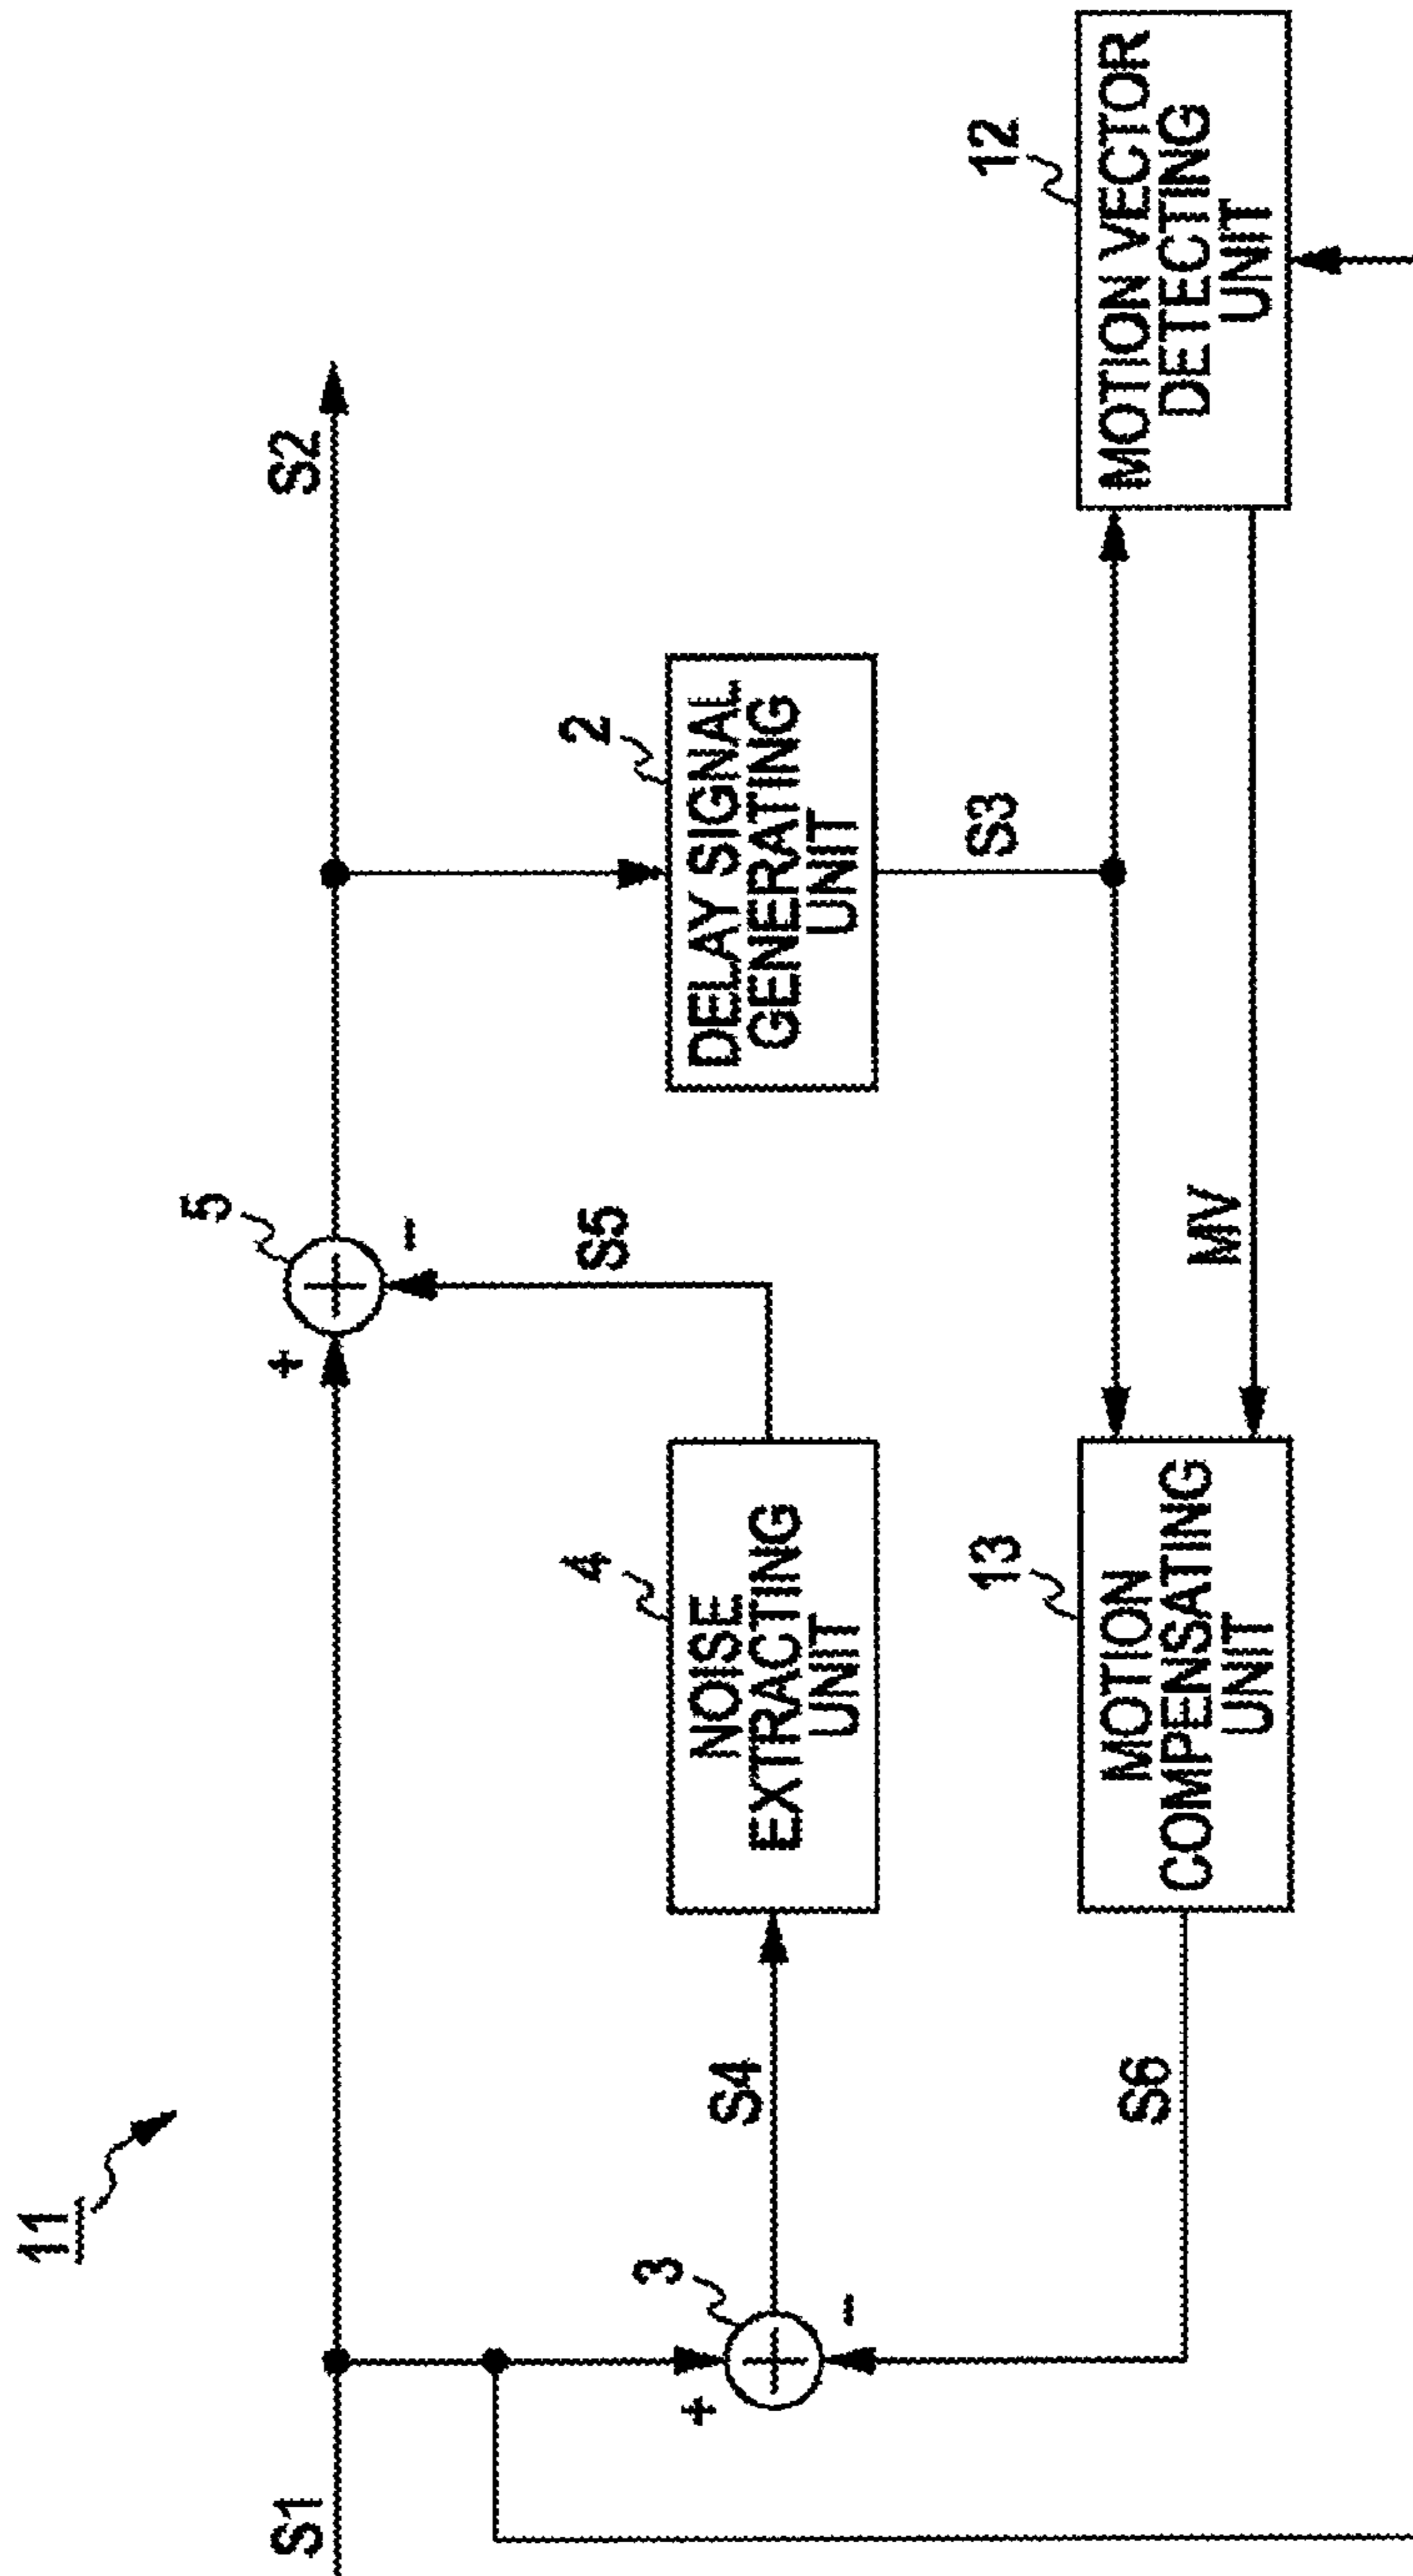 11
S1
S2
5
+
-
S5
3
+
-
S4
4
NOISE
EXTRACTING
UNIT
2
DELAY SIGNAL
GENERATING
UNIT
S3
S6
13
MOTION
COMPENSATING
UNIT
MV
12
MOTION VECTOR
DETECTING
UNIT